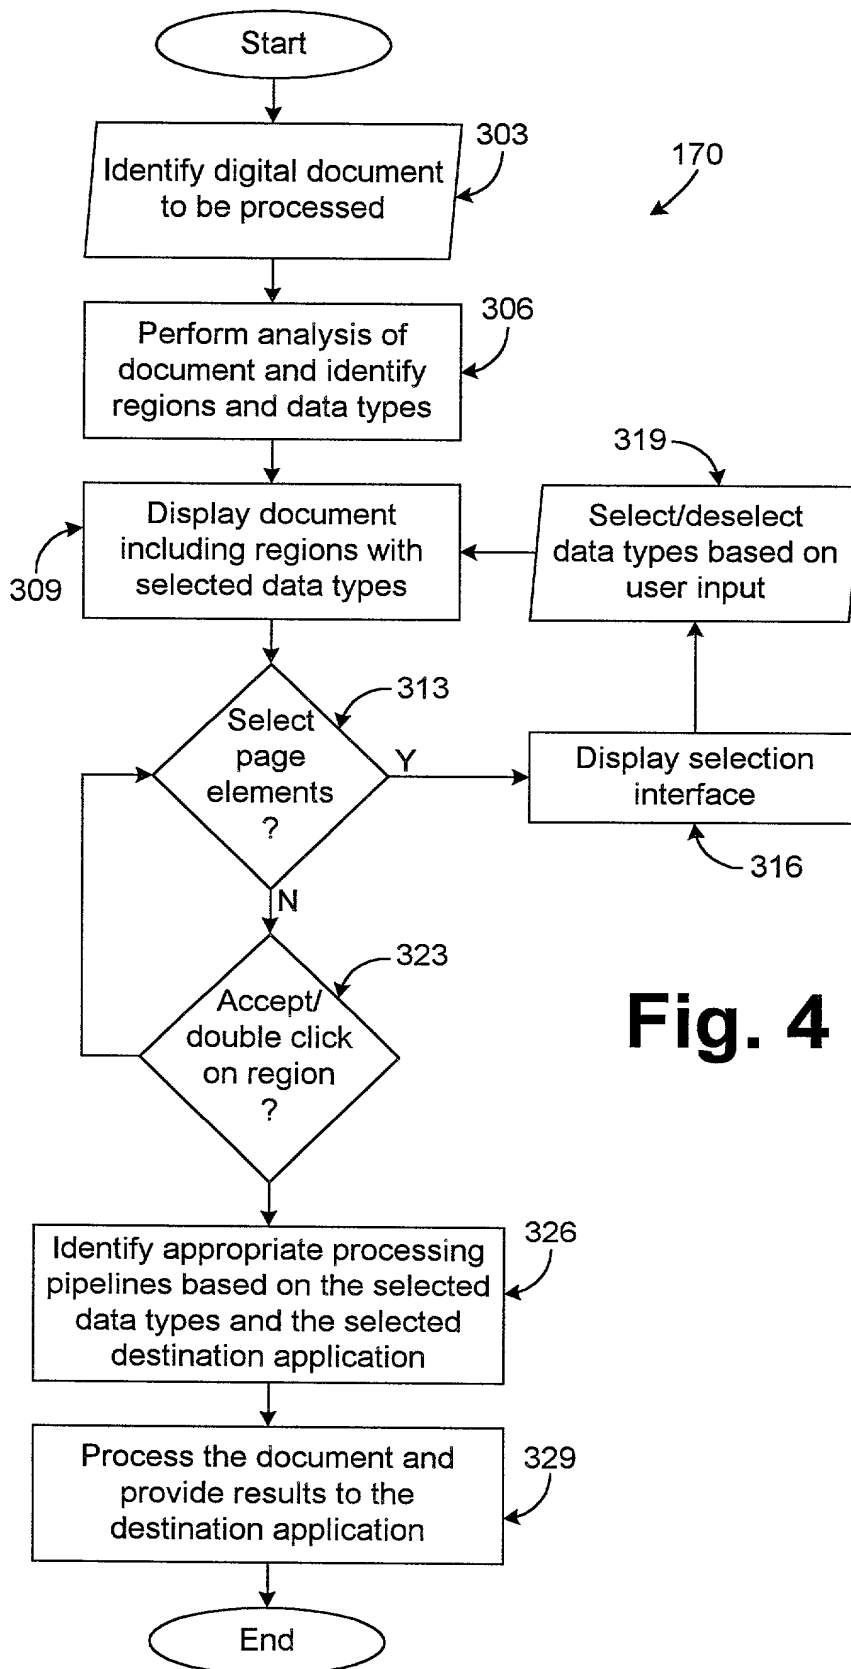 Start
303
Identify digital document
to be processed
170
306
Perform analysis of
document and identify
regions and data types
319
Display document
including regions with
selected data types
309
Select/deselect
data types based on
user input
313
Select
page
elements
?
Y
Display selection
interface
316
N
323
Accept/
double click
on region
?
Fig. 4
326
Identify appropriate processing
pipelines based on the selected
data types and the selected
destination application
329
Process the document and
provide results to the
destination application
End